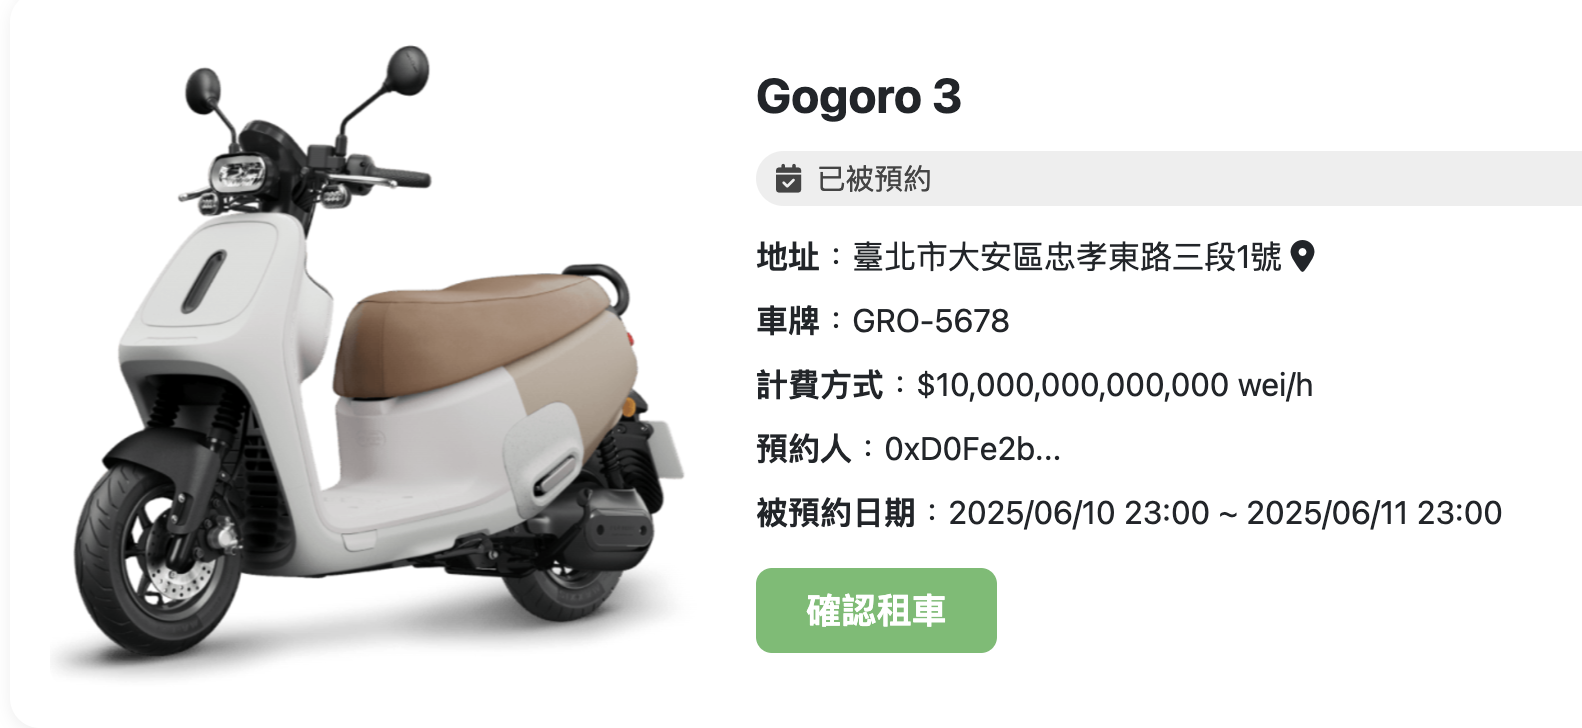 Gogoro 3
已被預約
地址：臺北市大安區忠孝東路三段1號
車牌：GRO-5678
計費方式：$10,000,000,000,000 wei/h
預約人：0xD0Fe2b...
被預約日期：2025/06/10 23:00 ~ 2025/06/11 23:00
確認租車